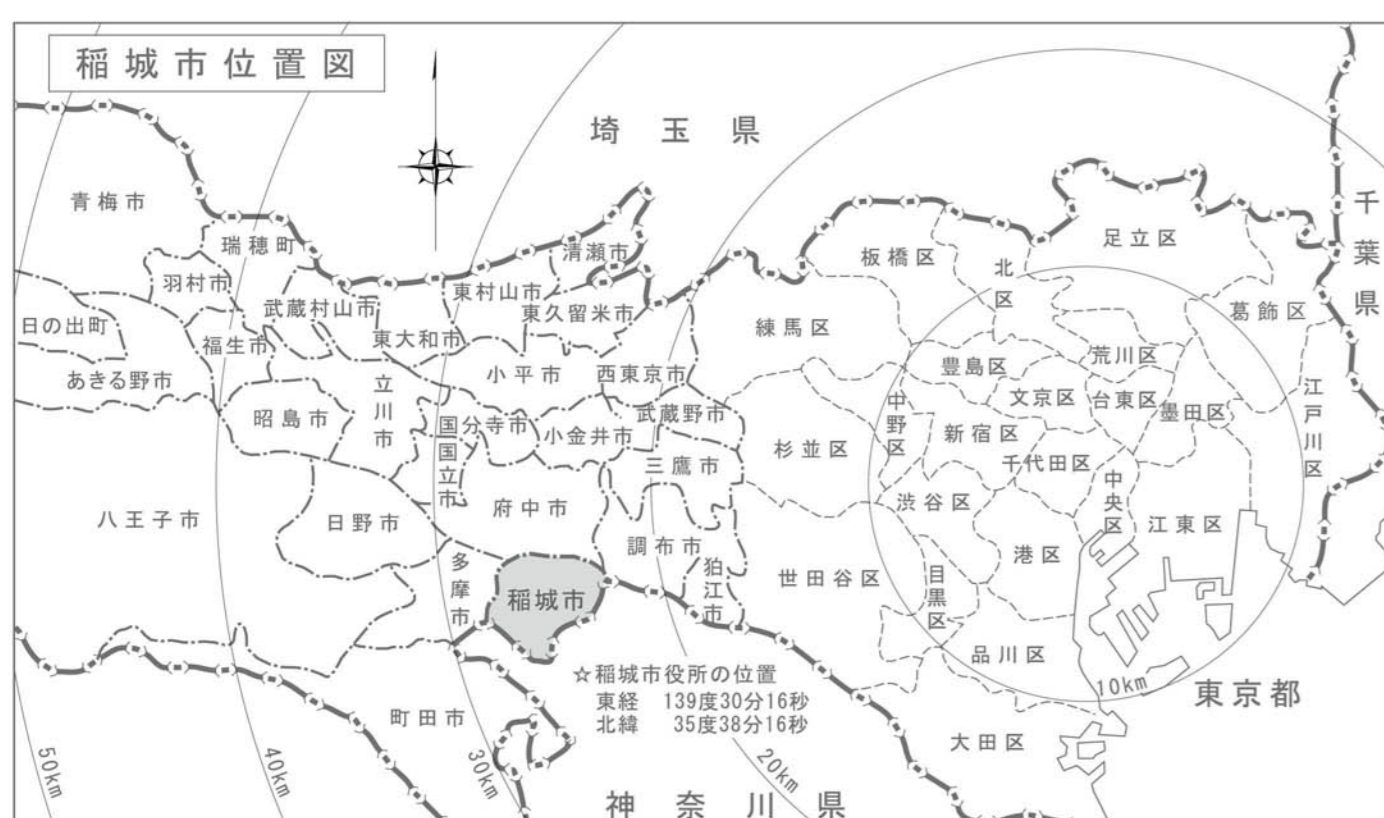 稲城市位置図
埼玉県
千葉県
青梅市
瑞穂町
羽村市
武蔵村山市
日の出町
福生市
あきる野市
清瀬市
東村山市
東久留米市
東大和市
小平市
西東京市
立川市
昭島市
国分寺市
小金井市
武蔵野市
国立市
三鷹市
八王子市
日野市
府中市
調布市
狛江市
多摩市
稲城市
町田市
板橋区
北区
足立区
葛飾区
練馬区
豊島区
荒川区
文京区
台東区
墨田区
江戸川区
中野区
杉並区
新宿区
千代田区
中央区
渋谷区
江東区
港区
世田谷区
目黒区
品川区
大田区
東京都
☆稲城市役所の位置
東経 139度30分16秒
北緯 35度38分16秒
神奈川県
50km
40km
30km
20km
10km